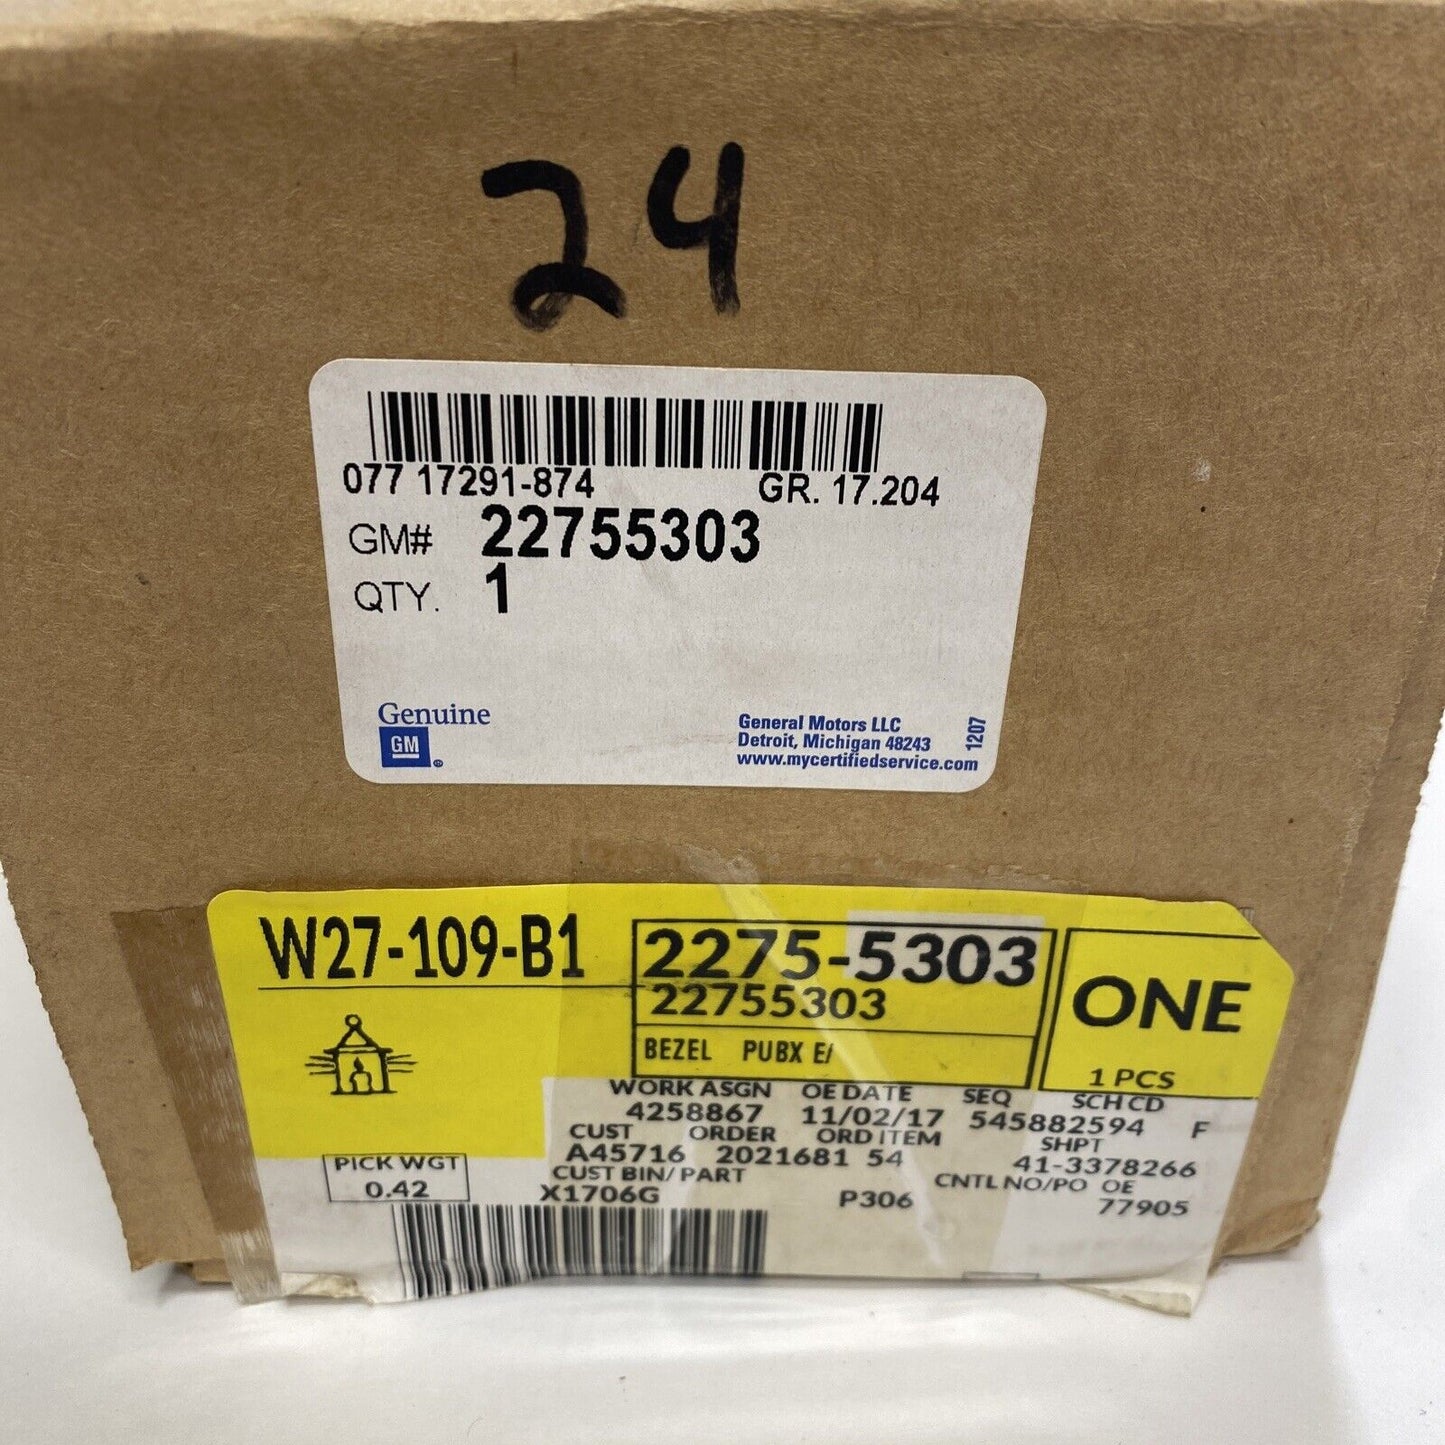 24
077 17291-874 GR. 17.204
GM# 22755303
QTY. 1
Genuine
GM
General Motors LLC
Detroit, Michigan 48243
www.mycertifiedservice.com
1207
W27-109-B1
2275-5303
22755303
BEZEL PUBX E/
ONE
1 PCS
WORK ASGN OE DATE SEQ SCH CD
4258867 11/02/17 545882594 F
CUST ORDER ORD ITEM SHPT
A45716 2021681 54 41-3378266
PICK WGT
0.42
CUST BIN/PART CNTL NO/PO OE
X1706G P306 77905